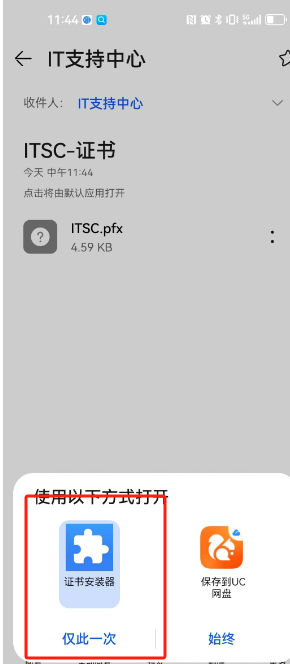 11:44
IT支持中心
收件人： IT支持中心
ITSC-证书
今天 中午11:44
点击将由默认应用打开
ITSC.pfx
4.59 KB
使用以下方式打开
证书安装器
保存到UC
网盘
仅此一次
始终